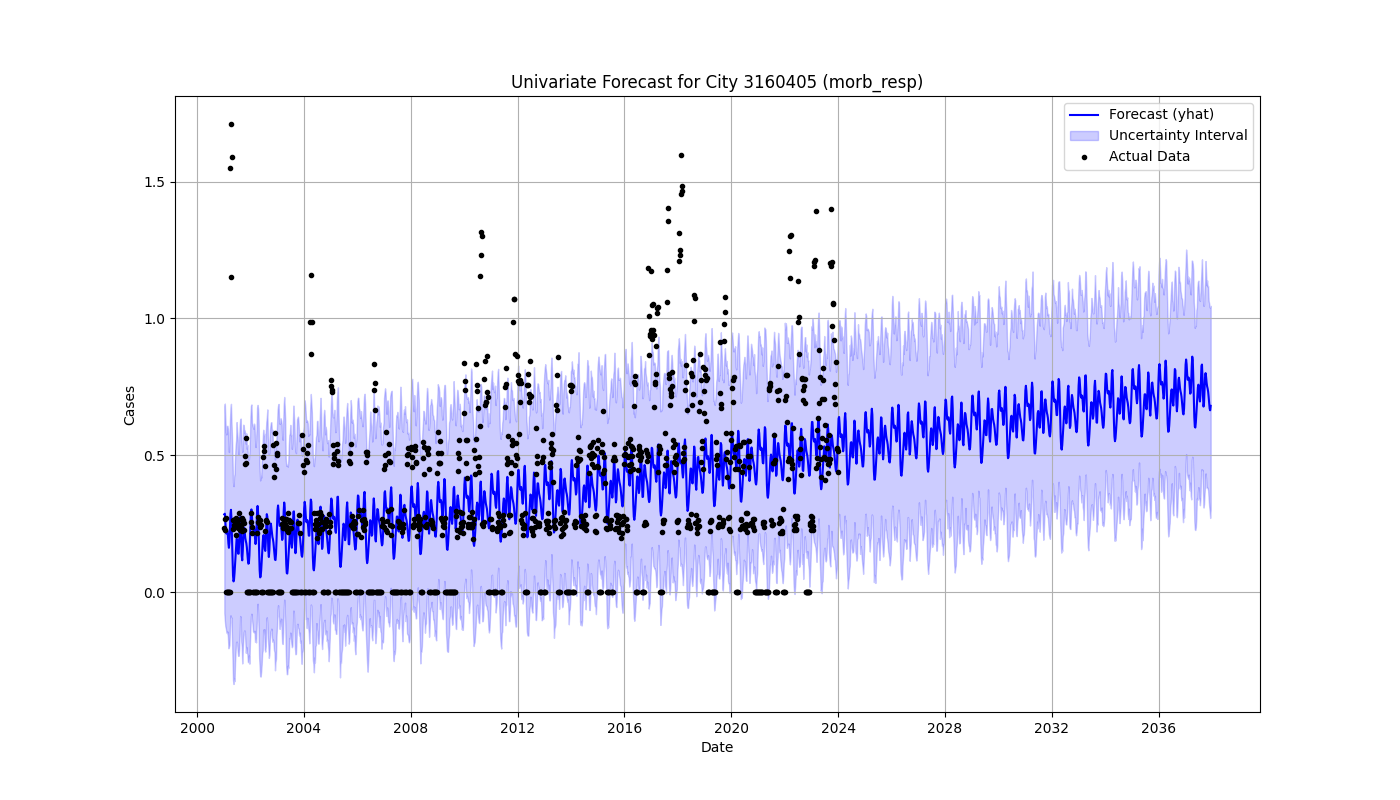 Univariate Forecast for City 3160405 (morb_resp)
Forecast (yhat)
Uncertainty Interval
Actual Data
Cases
1.5
1.0
0.5
0.0
2000 2004 2008 2012 2016 2020 2024 2028 2032 2036
Date